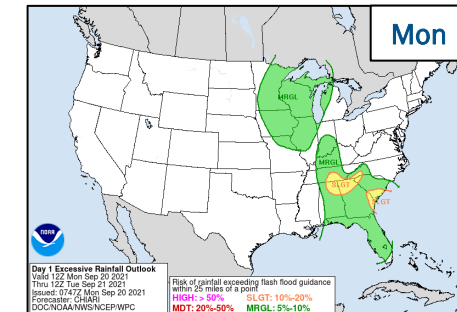 Mon
MRGL
MRGL
SLGT
SLGT
NOAA
Day 1 Excessive Rainfall Outlook
Valid 12Z Mon Sep 20 2021
Thru 12Z Tue Sep 21 2021
Issued: 0747Z Mon Sep 20 2021
Forecaster: CHIARI
DOC/NOAA/NWS/NCEP/WPC
Risk of rainfall exceeding flash flood guidance
within 25 miles of a point
HIGH: > 50% SLGT: 10%-20%
MDT: 20%-50% MRGL: 5%-10%